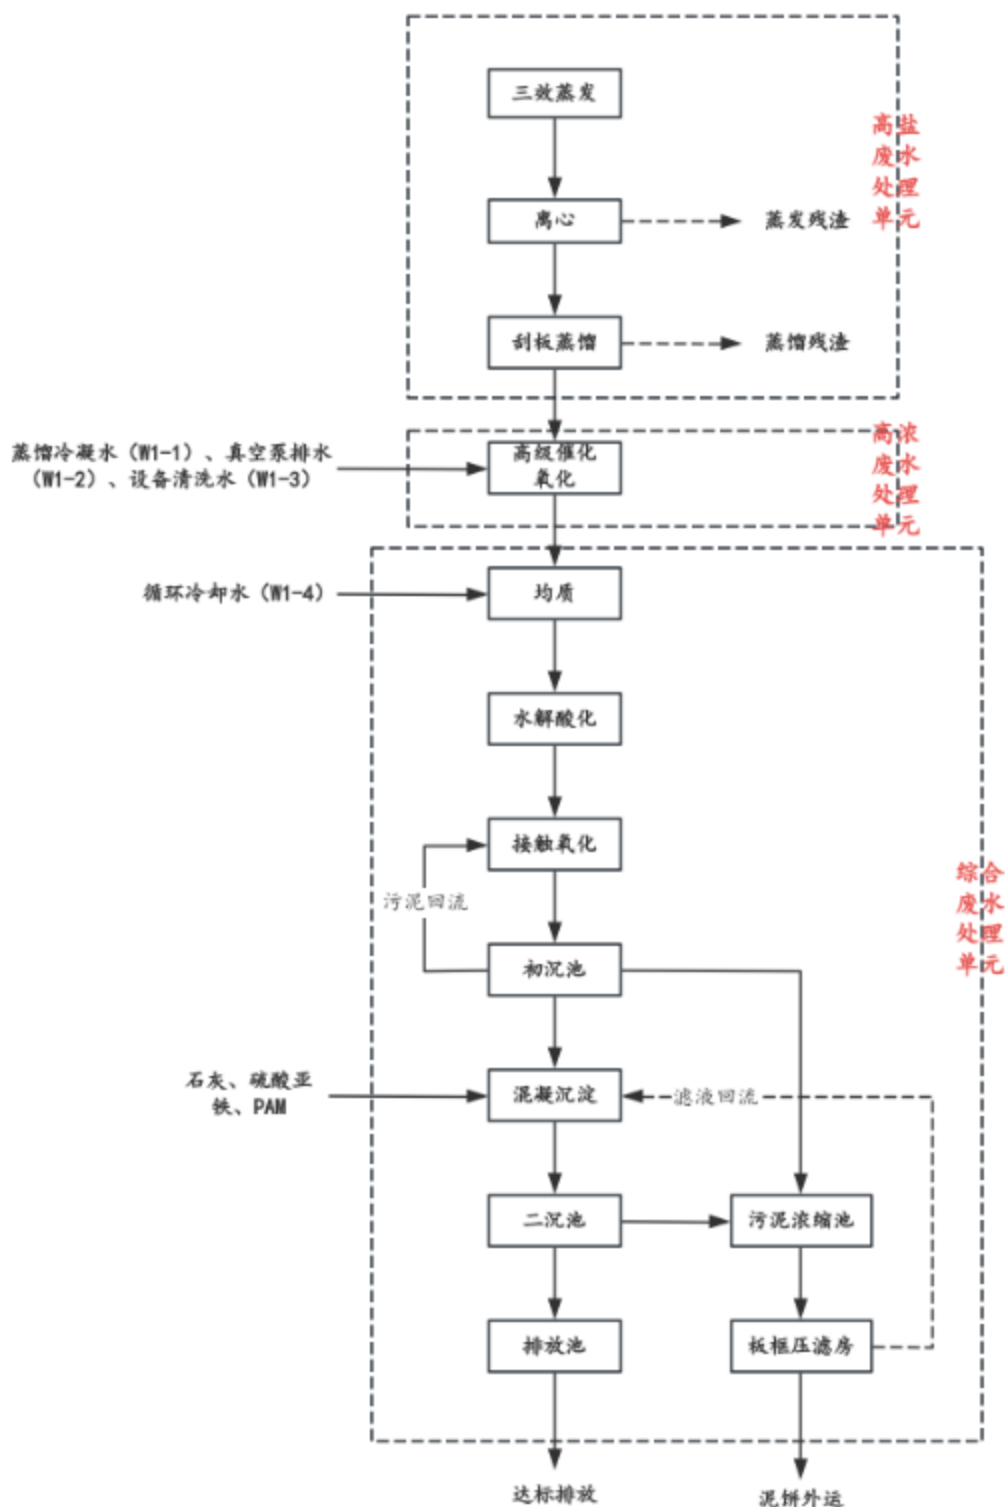 三效蒸发
高盐
废水
处理
单元
离心
蒸发残渣
刮板蒸馏
蒸馏残渣
高浓
废水
处理
单元
蒸馏冷凝水（W1-1）、真空泵排水
（W1-2）、设备清洗水（W1-3）
高级催化
氧化
循环冷却水（W1-4）
均质
水解酸化
接触氧化
污泥回流
综合
废水
处理
单元
初沉池
石灰、硫酸亚
铁、PAM
混凝沉淀
滤液回流
二沉池
污泥浓缩池
排放池
板框压滤房
达标排放
泥饼外运